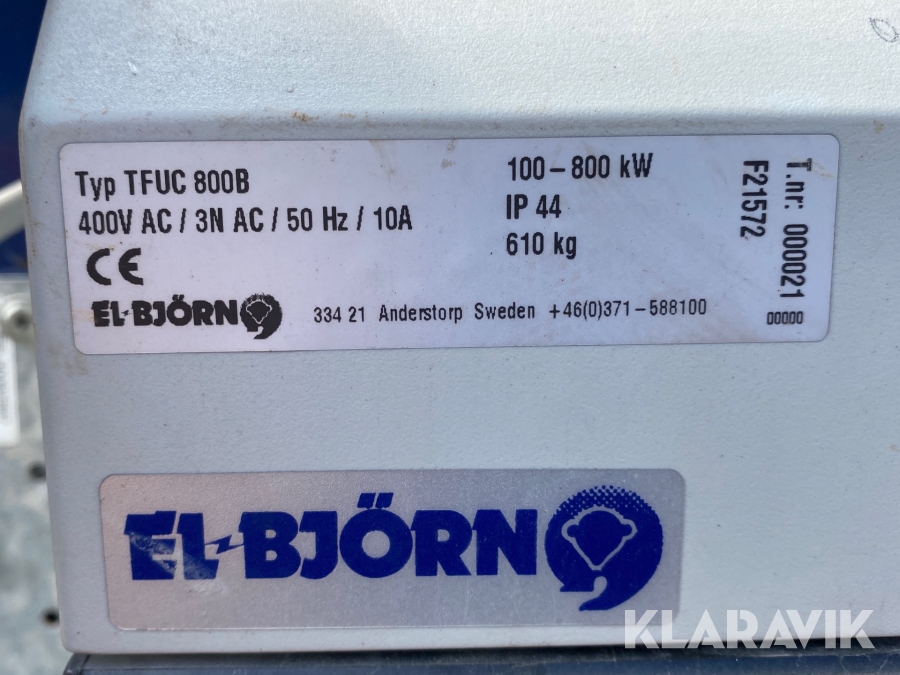 Typ TFUC 800B
400V AC / 3N AC / 50 Hz / 10A
CE
100-800 kW
IP 44
610 kg
T.nr. 000021
F21572
00000
EL-BJÖRN
334 21 Anderstorp Sweden +46(0)371-588100
EL-BJÖRN
KLARAVIK